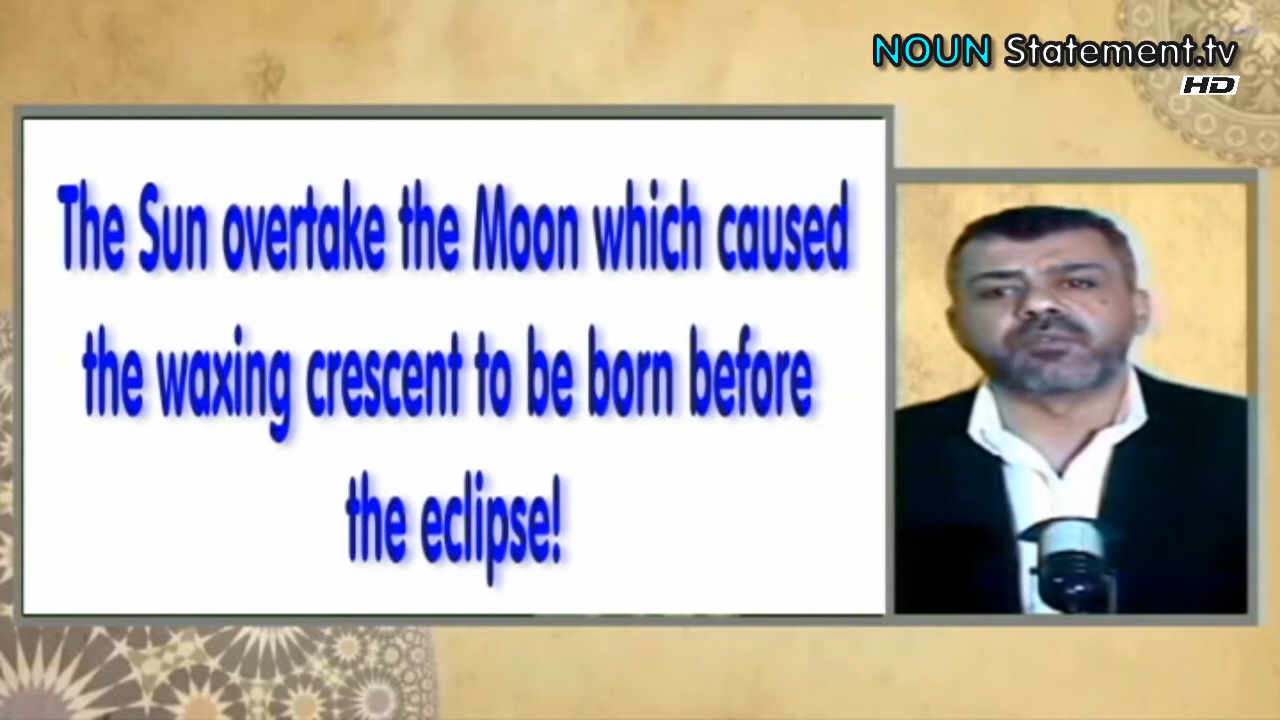 NOUN Statement.tv
HD
The Sun overtake the Moon which caused
the waxing crescent to be born before
the eclipse!